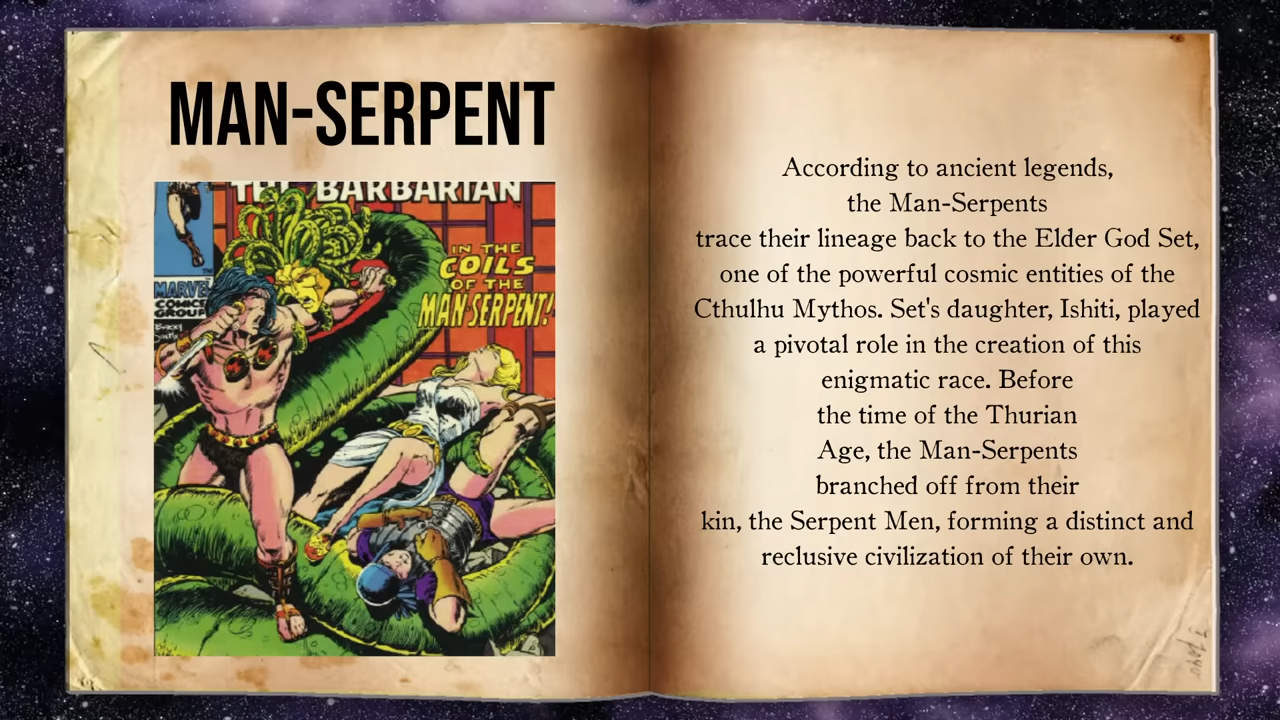 MAN-SERPENT
THE BARBARIAN
IN THE
COILS
OF THE
MAN-SERPENT!
MARVEL
COMICS
GROUP
According to ancient legends,
the Man-Serpents
trace their lineage back to the Elder God Set,
one of the powerful cosmic entities of the
Cthulhu Mythos. Set's daughter, Ishiti, played
a pivotal role in the creation of this
enigmatic race. Before
the time of the Thurian
Age, the Man-Serpents
branched off from their
kin, the Serpent Men, forming a distinct and
reclusive civilization of their own.